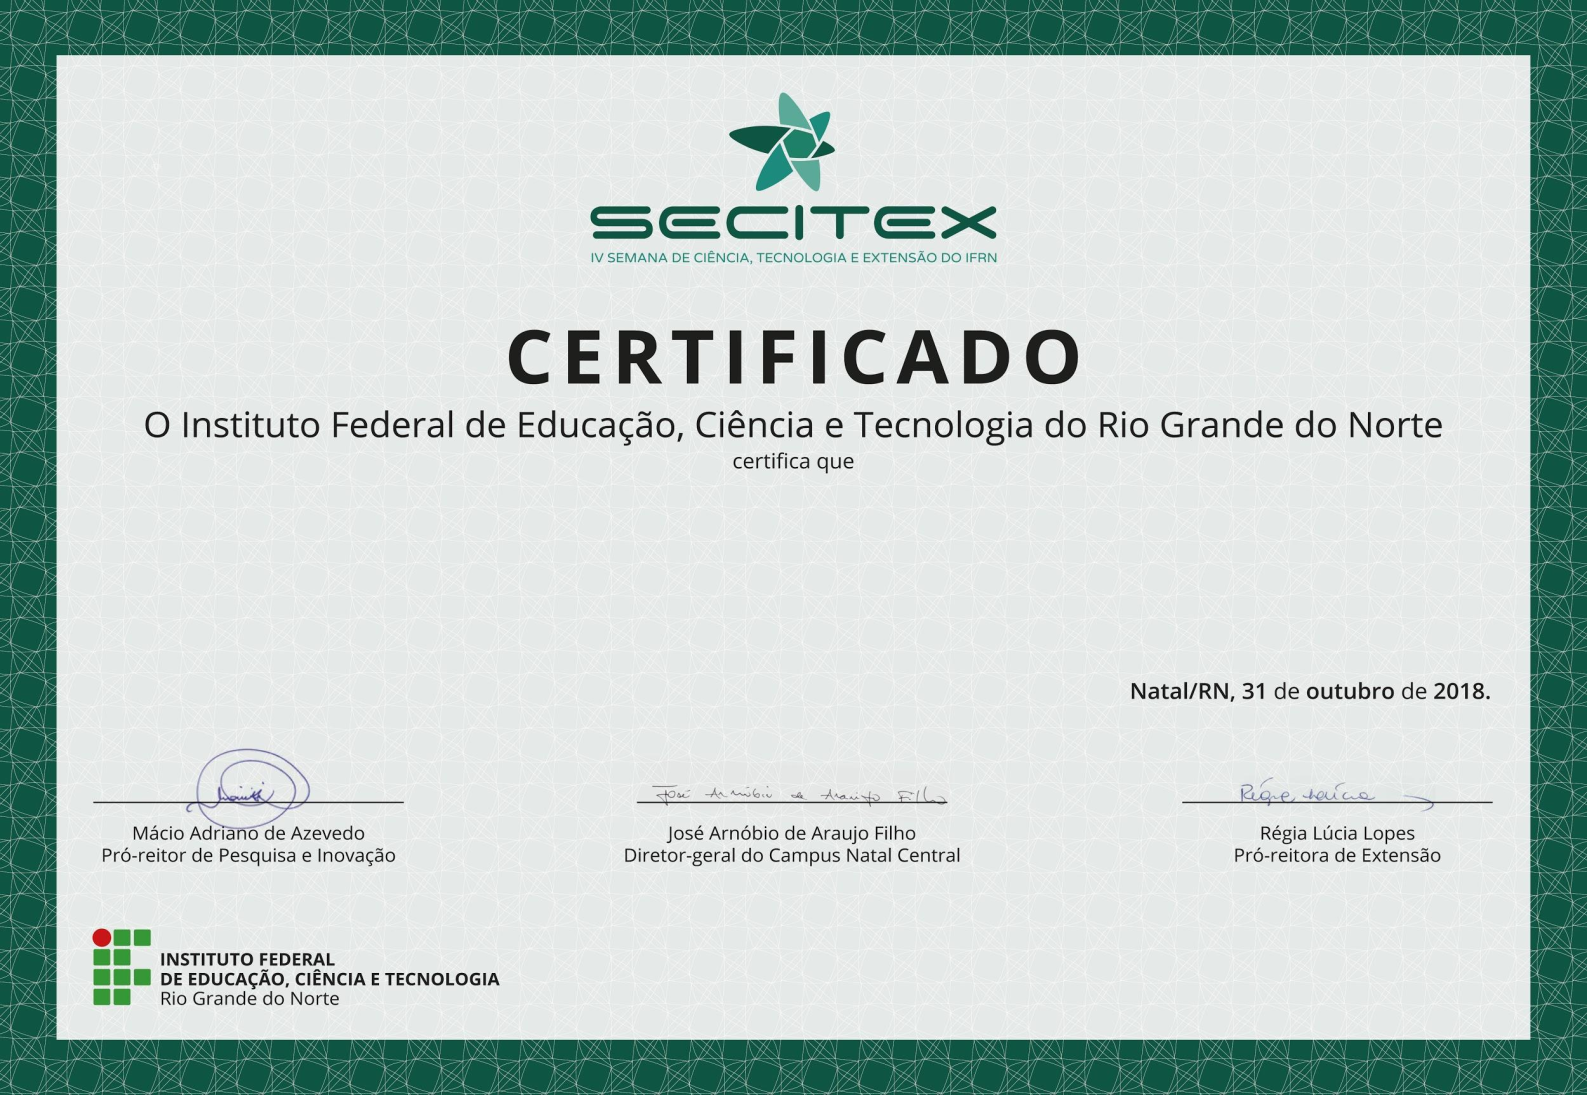 SECITEX
IV SEMANA DE CIÊNCIA, TECNOLOGIA E EXTENSÃO DO IFRN
CERTIFICADO
O Instituto Federal de Educação, Ciência e Tecnologia do Rio Grande do Norte
certifica que
Natal/RN, 31 de outubro de 2018.
José Arnóbio de Araujo Filho
Mácio Adriano de Azevedo
Pró-reitor de Pesquisa e Inovação
José Arnóbio de Araujo Filho
Diretor-geral do Campus Natal Central
Régia Lúcia Lopes
Pró-reitora de Extensão
INSTITUTO FEDERAL
DE EDUCAÇÃO, CIÊNCIA E TECNOLOGIA
Rio Grande do Norte